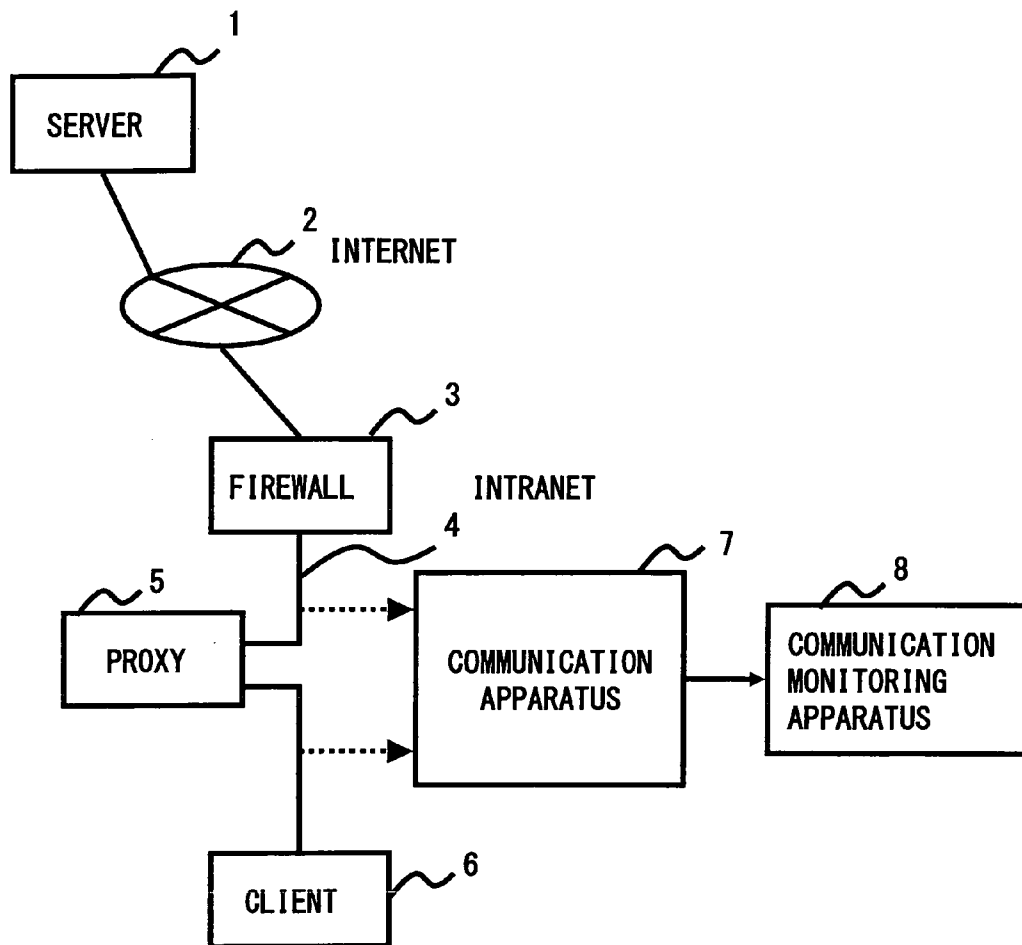 1
SERVER
2
INTERNET
3
FIREWALL
INTRANET
4
7
8
5
PROXY
COMMUNICATION
APPARATUS
COMMUNICATION
MONITORING
APPARATUS
6
CLIENT